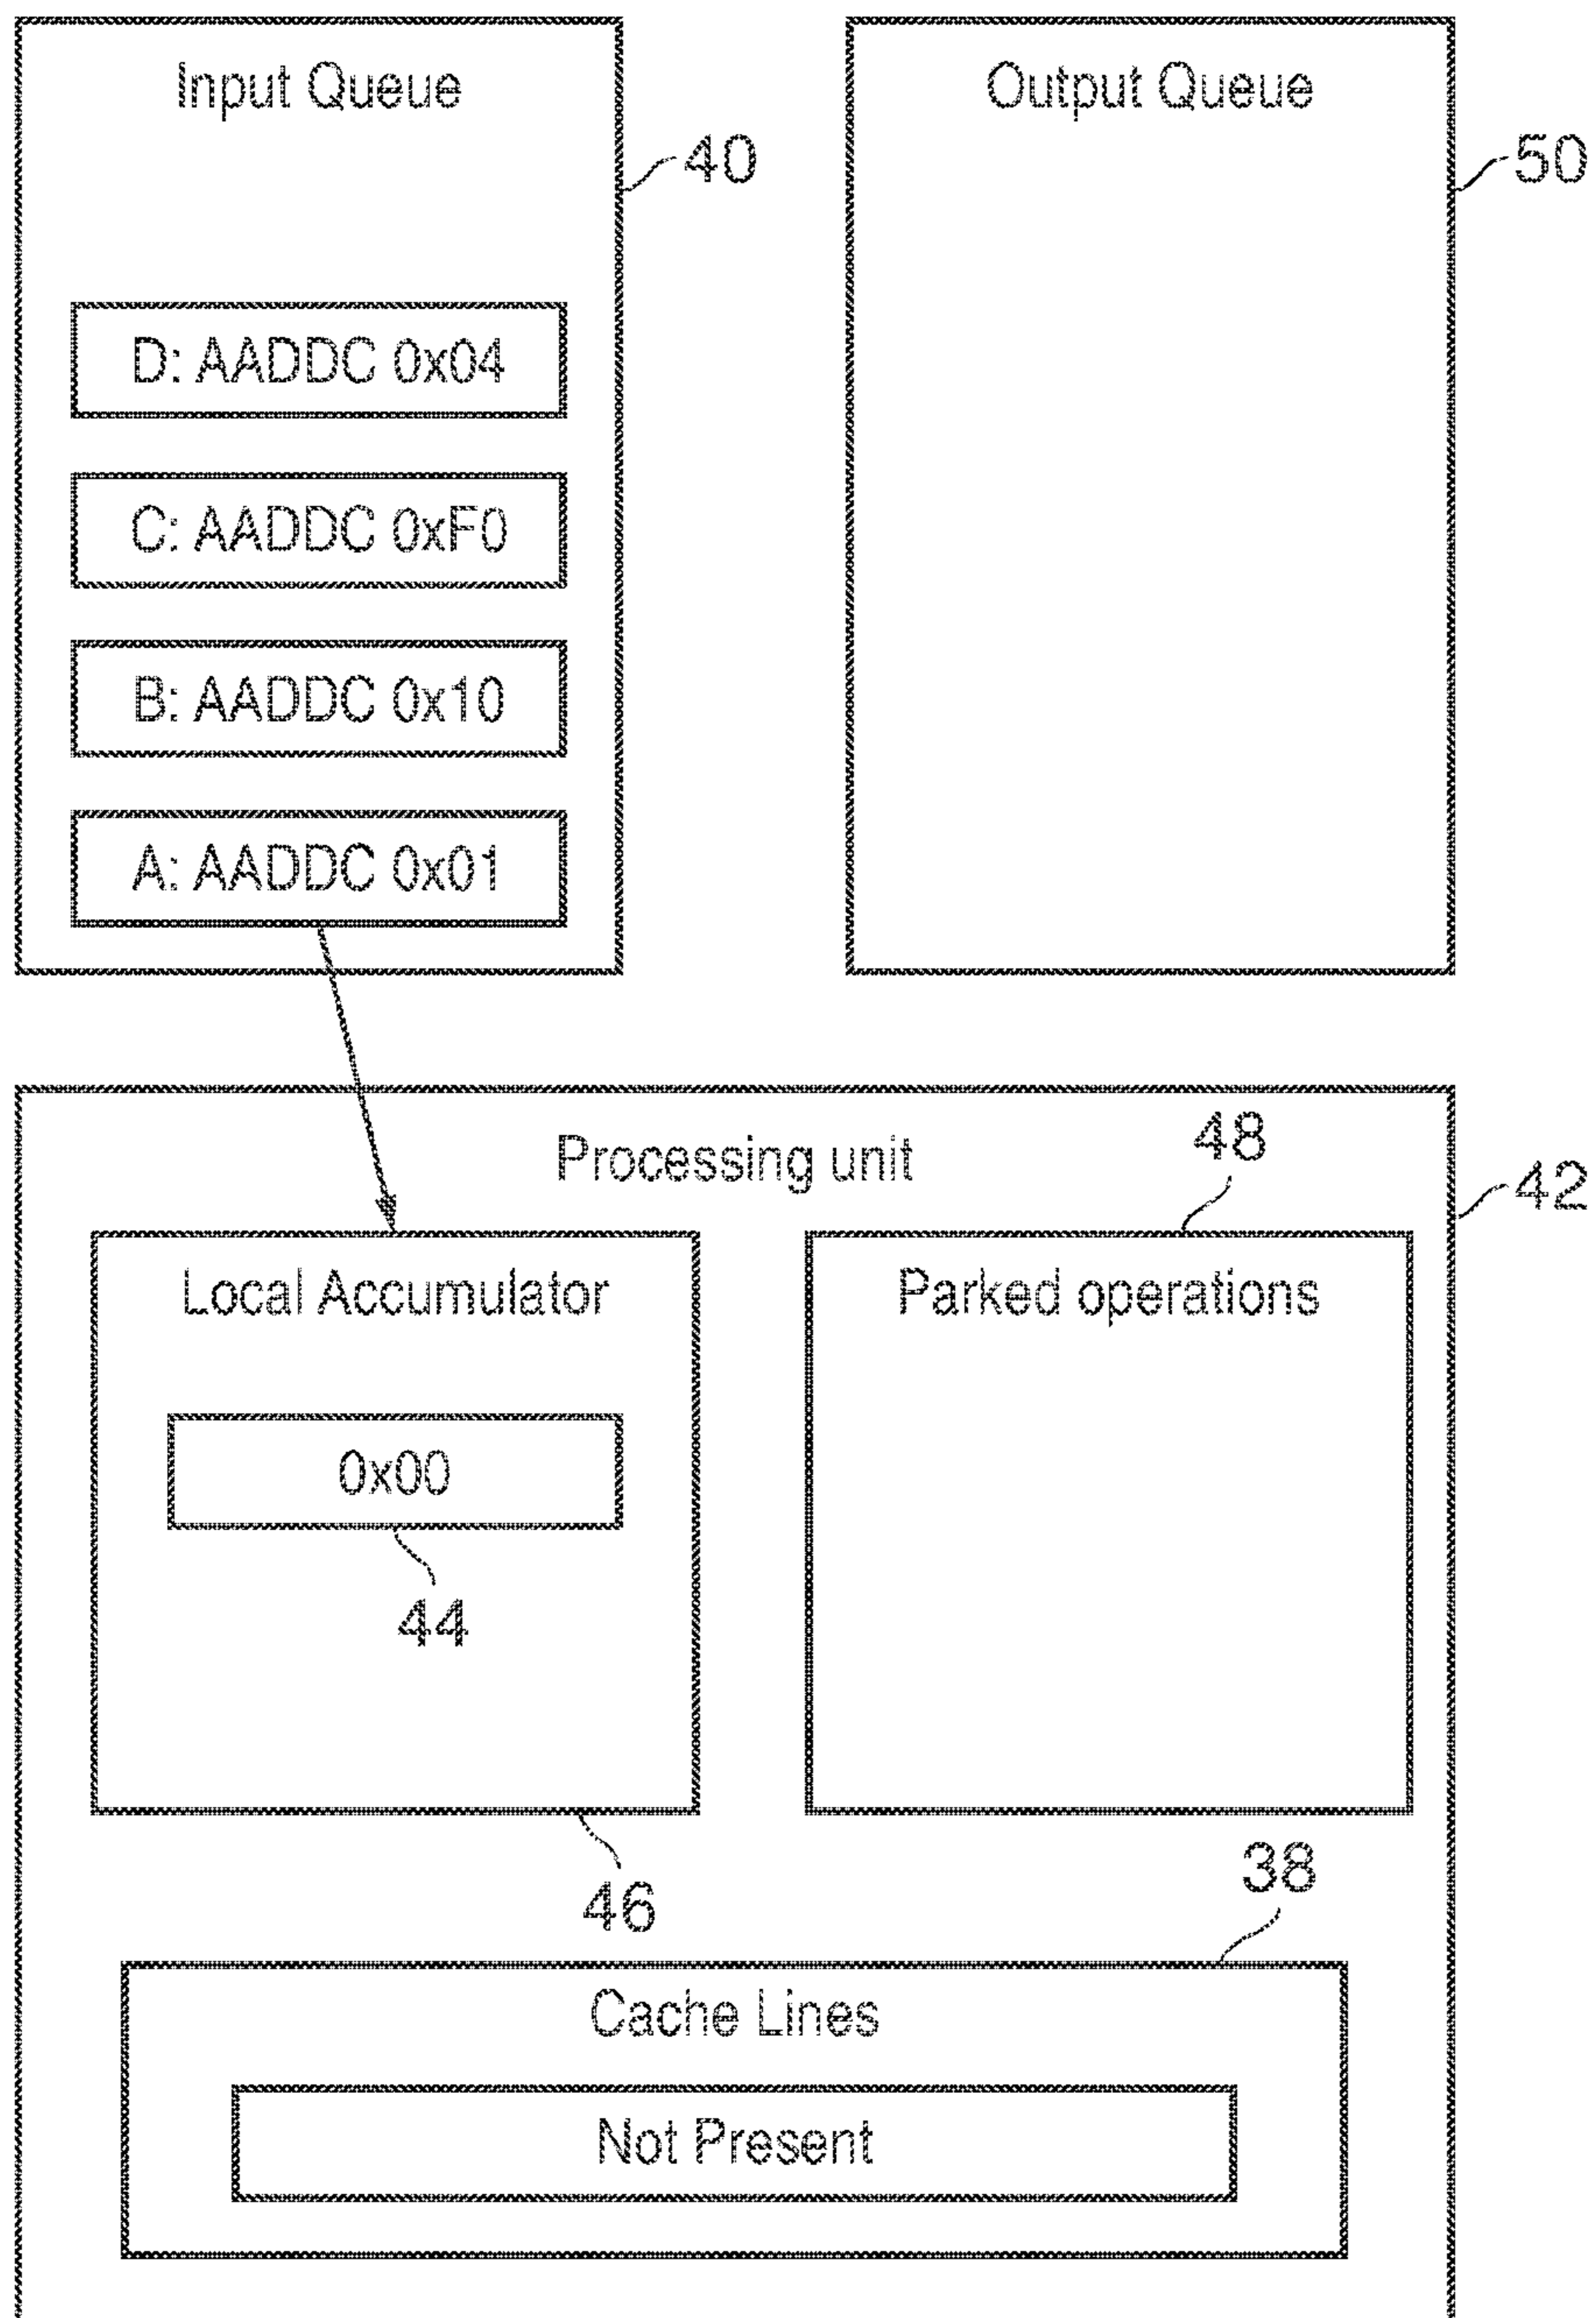 Input Queue
40
D: AADDC 0x04
C: AADDC 0xF0
B: AADDC 0x10
A: AADDC 0x01
Output Queue
50
Processing unit
42
Local Accumulator
0x00
44
46
48
Parked operations
38
Cache Lines
Not Present